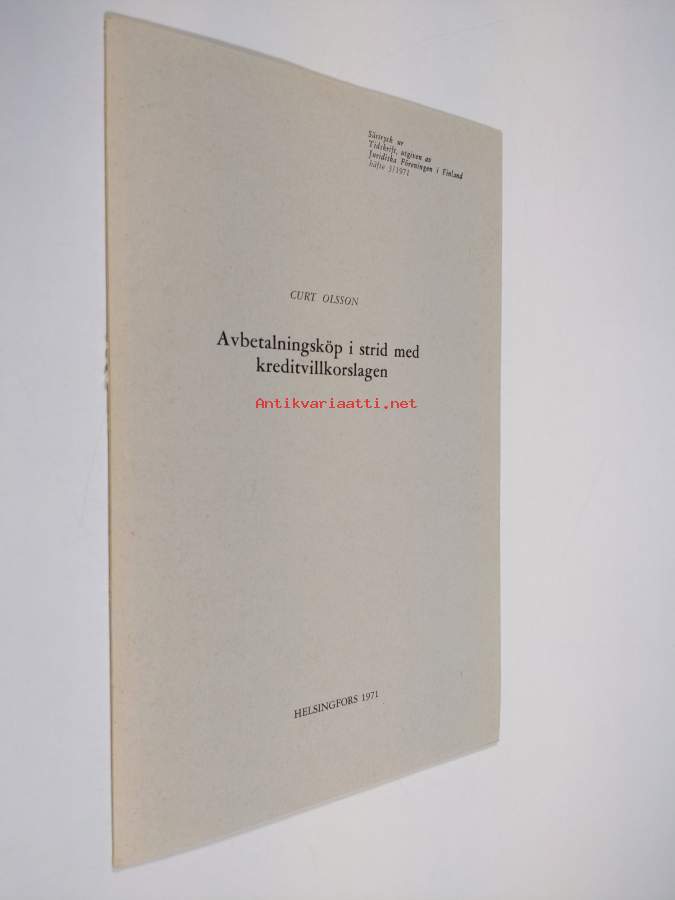 Särtryck ur
Tidskrift, utgiven av
Juridiska Föreningen i Finland
häfte 3/1971
CURT OLSSON
Avbetalningsköp i strid med
kreditvillkorslagen
Antikvariaatti.net
HELSINGFORS 1971